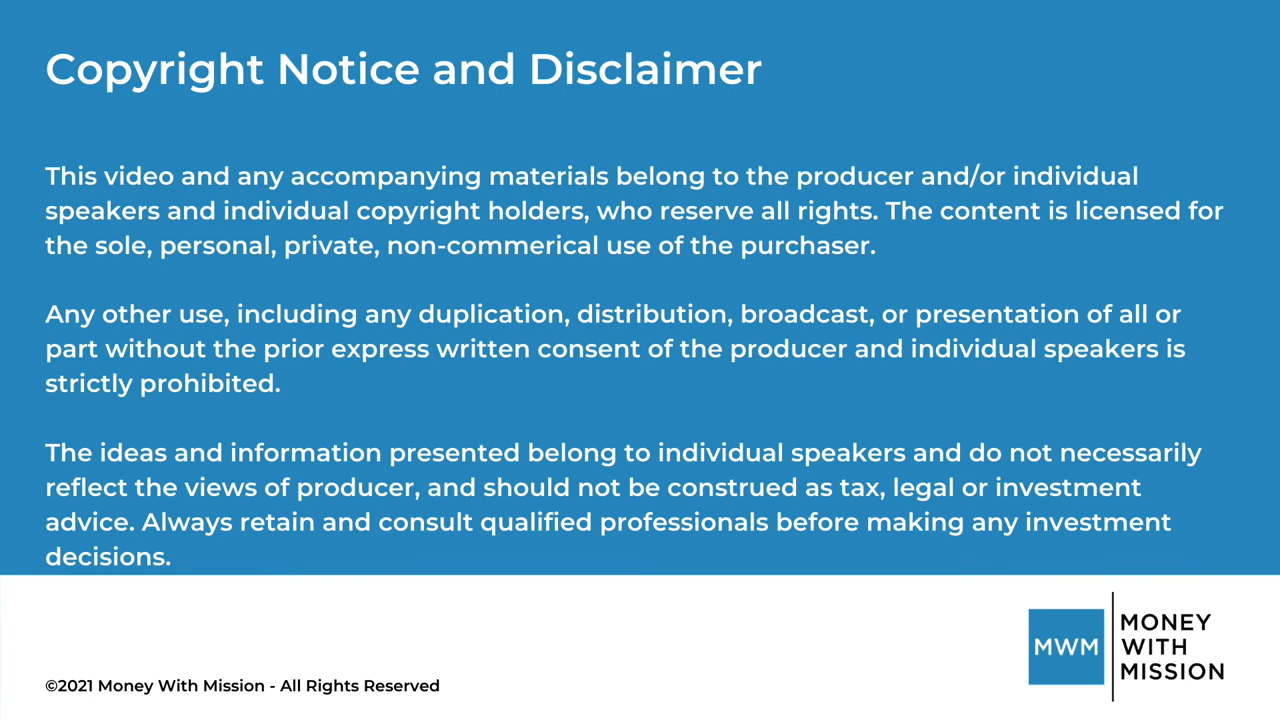 Copyright Notice and Disclaimer
This video and any accompanying materials belong to the producer and/or individual
speakers and individual copyright holders, who reserve all rights. The content is licensed for
the sole, personal, private, non-commerical use of the purchaser.
Any other use, including any duplication, distribution, broadcast, or presentation of all or
part without the prior express written consent of the producer and individual speakers is
strictly prohibited.
The ideas and information presented belong to individual speakers and do not necessarily
reflect the views of producer, and should not be construed as tax, legal or investment
advice. Always retain and consult qualified professionals before making any investment
decisions.
MWM
MONEY
WITH
MISSION
©2021 Money With Mission - All Rights Reserved